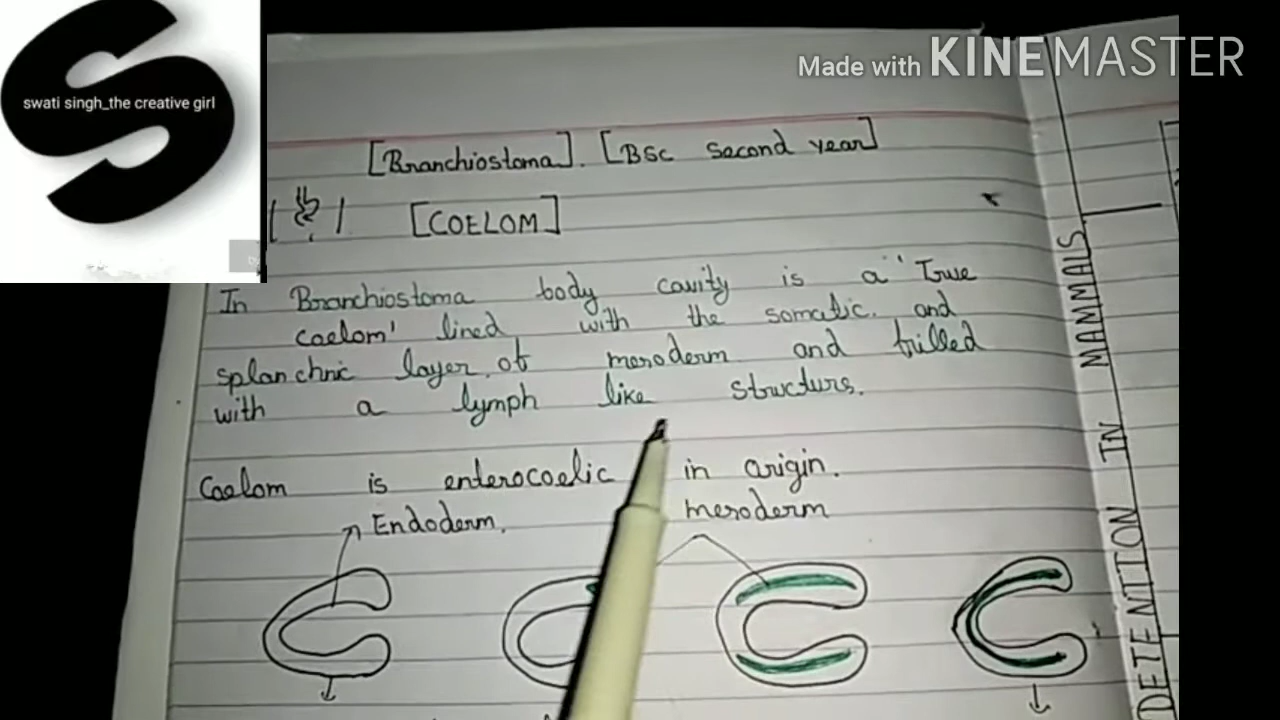 swati singh_the creative girl
Made with KINEMASTER
[Branchiostoma]. [BSc second year]
[COELOM]
In Branchiostoma body cavity is a 'True
coelom' lined with the somatic. and
splanchnic layer of mesoderm and filled
with a lymph like structurs.
Coelom is enterocoelic in origin.
Endoderm. mesoderm
DETENTION IN MAMMALS